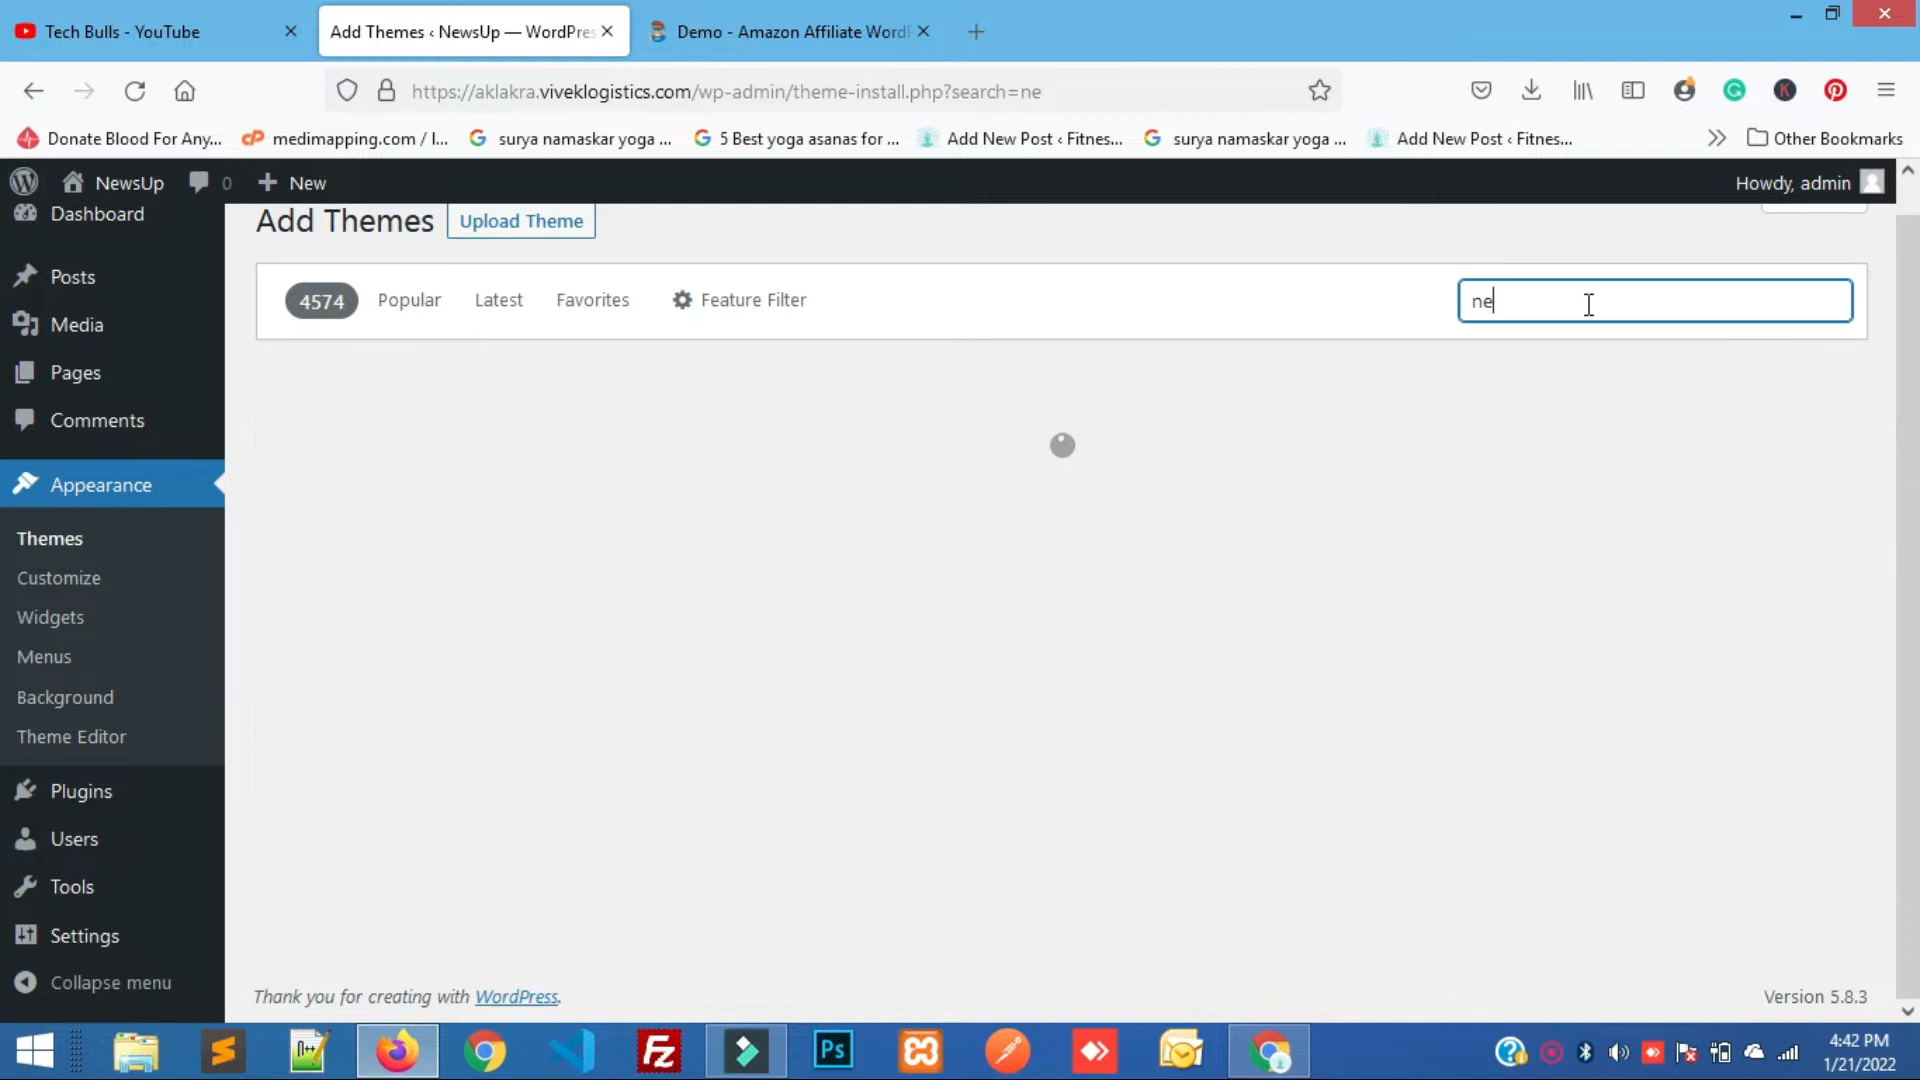 Tech Bulls - YouTube
Add Themes ‹ NewsUp — WordPres
Demo - Amazon Affiliate WordP
https://aklakra.viveklogistics.com/wp-admin/theme-install.php?search=ne
Donate Blood For Any...
medimapping.com / l...
surya namaskar yoga ...
5 Best yoga asanas for ...
Add New Post ‹ Fitnes...
surya namaskar yoga ...
Add New Post ‹ Fitnes...
Other Bookmarks
NewsUp
0
New
Howdy, admin
Dashboard
Posts
Media
Pages
Comments
Appearance
Themes
Customize
Widgets
Menus
Background
Theme Editor
Plugins
Users
Tools
Settings
Collapse menu
Add Themes
Upload Theme
4574
Popular
Latest
Favorites
Feature Filter
ne
Thank you for creating with WordPress.
Version 5.8.3
4:42 PM
1/21/2022